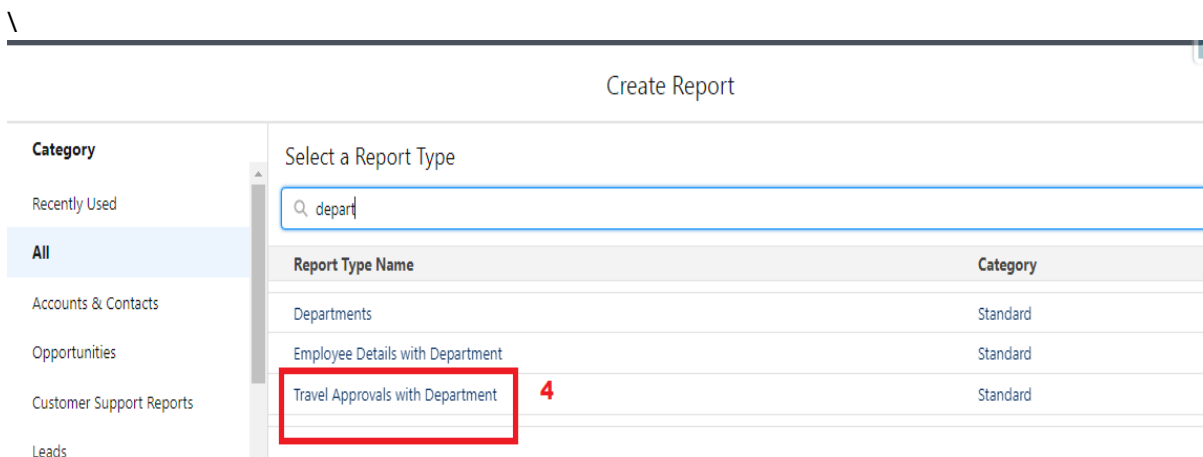 \
Create Report
Category
Recently Used
All
Accounts & Contacts
Opportunities
Customer Support Reports
Leads
Select a Report Type
depart
Report Type Name Category
Departments Standard
Employee Details with Department Standard
Travel Approvals with Department 4 Standard